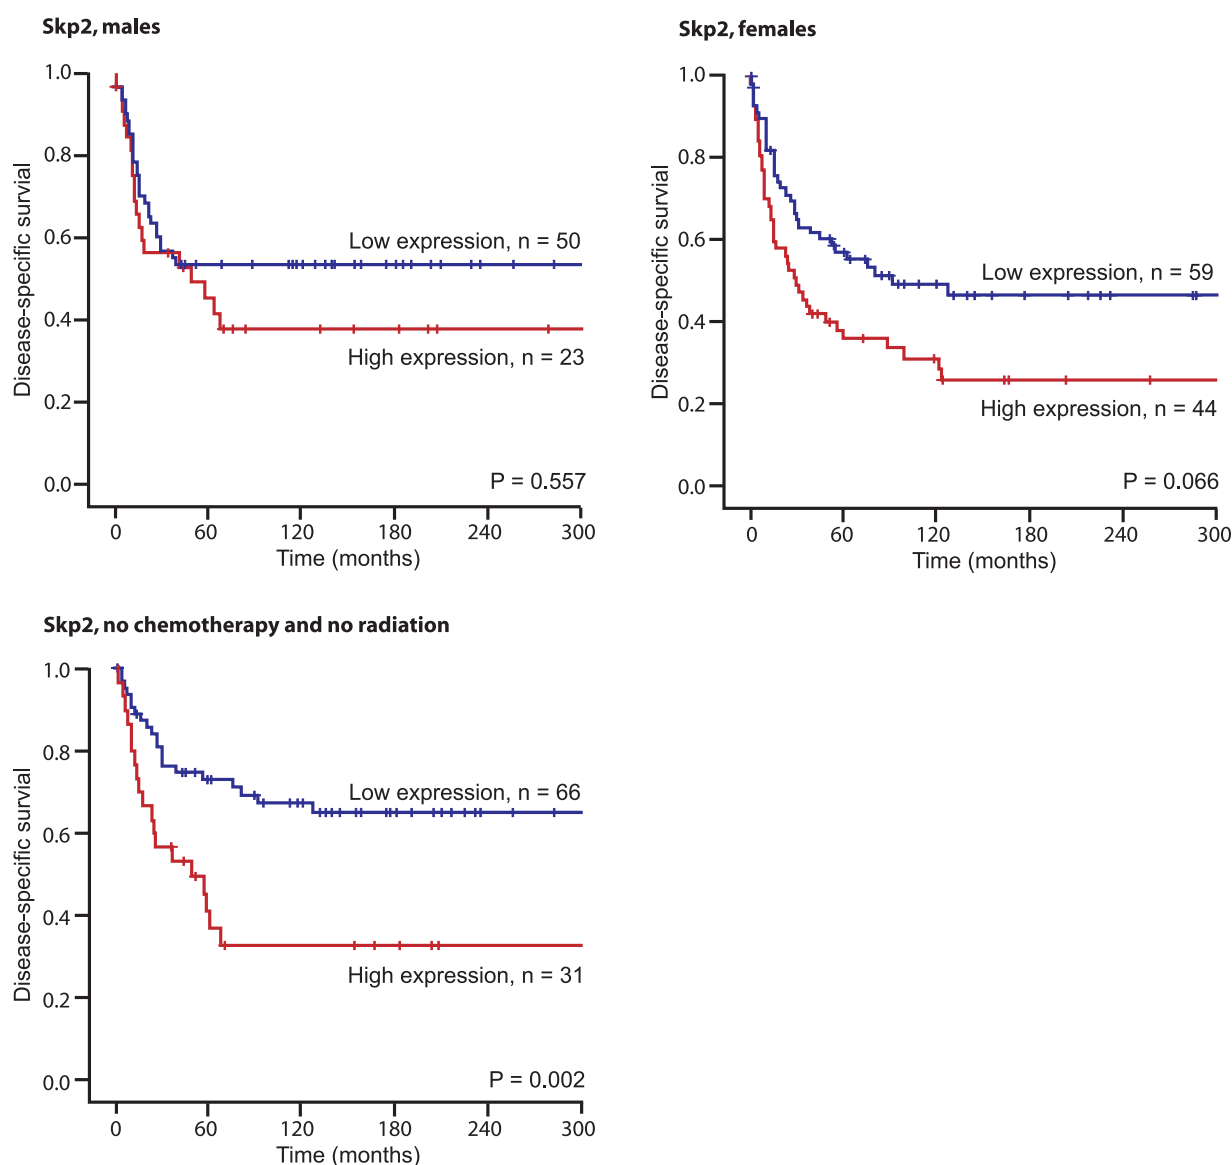 Skp2, males
1.0
0.8
0.6
0.4
0.2
0.0
Disease-specific survial
Low expression, n = 50
High expression, n = 23
P = 0.557
0 60 120 180 240 300
Time (months)
Skp2, females
1.0
0.8
0.6
0.4
0.2
0.0
Disease-specific survial
Low expression, n = 59
High expression, n = 44
P = 0.066
0 60 120 180 240 300
Time (months)
Skp2, no chemotherapy and no radiation
1.0
0.8
0.6
0.4
0.2
0.0
Disease-specific survial
Low expression, n = 66
High expression, n = 31
P = 0.002
0 60 120 180 240 300
Time (months)